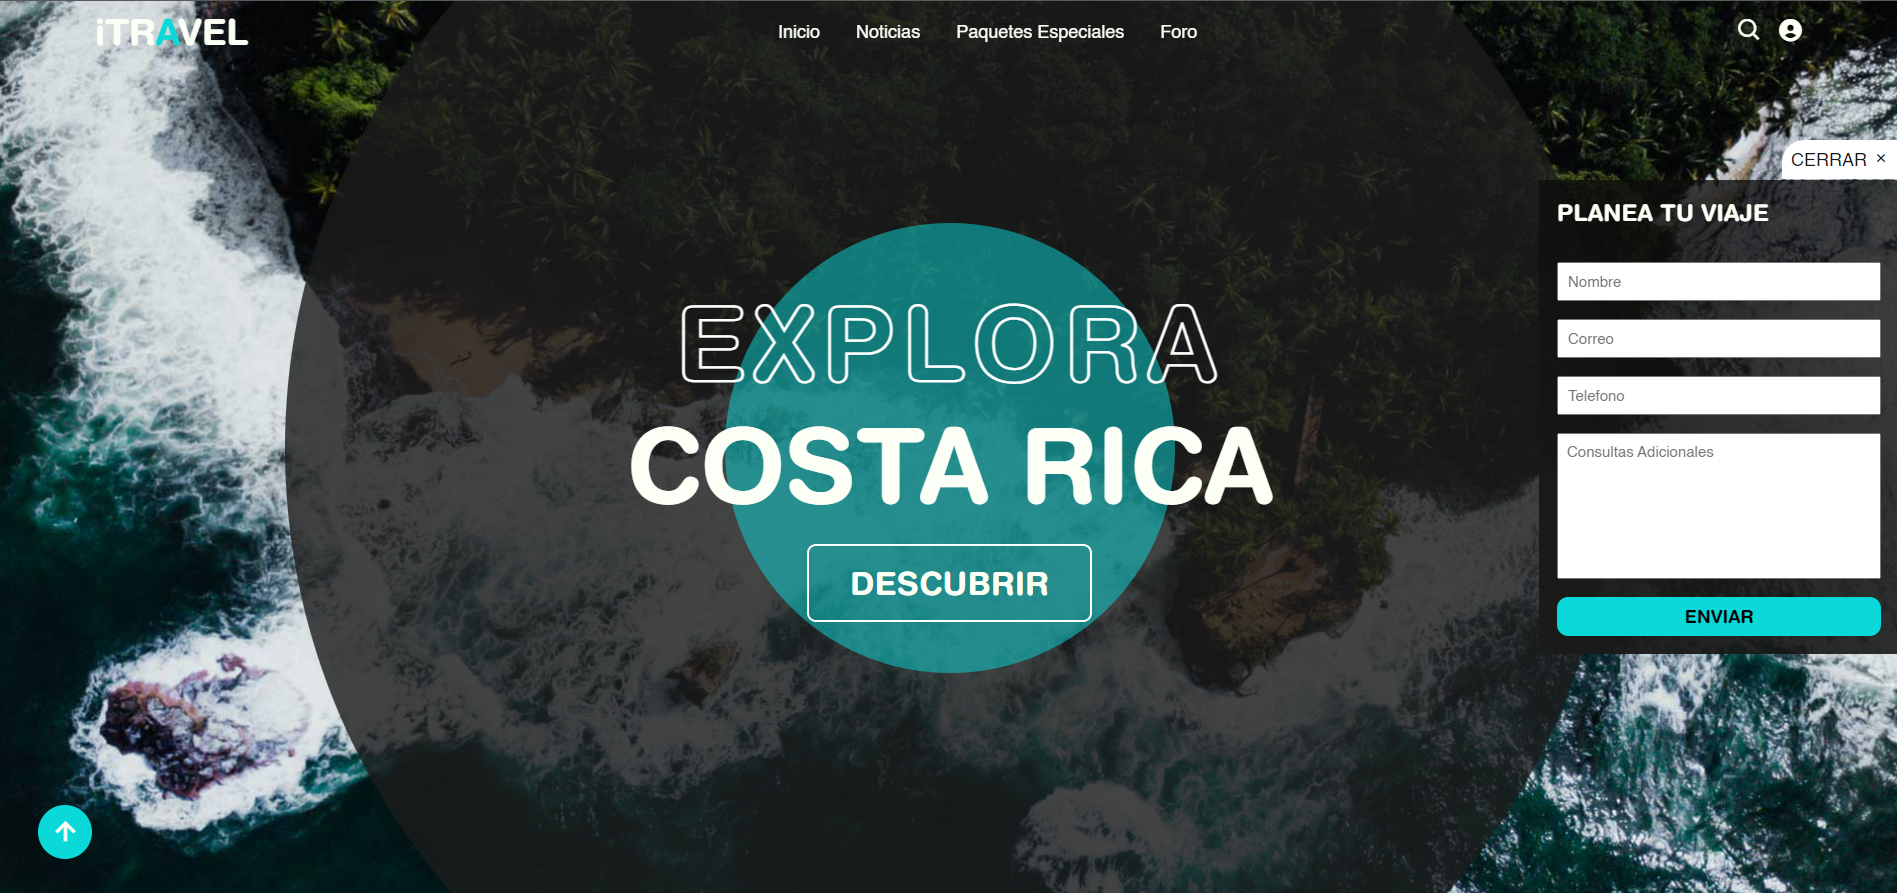 iTRAVEL
Inicio Noticias Paquetes Especiales Foro
CERRAR ×
PLANEA TU VIAJE
Nombre
Correo
Telefono
Consultas Adicionales
ENVIAR
EXPLORA
COSTA RICA
DESCUBRIR